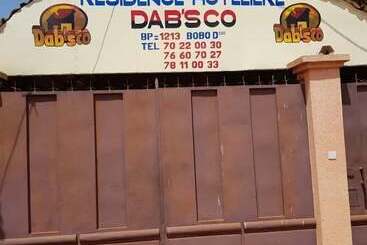 RESIDENCE HOTELIERE
DAB'SCO
BP=1213 BOBO D
TEL 70 22 00 30
76 60 70 27
78 11 00 33
Dab'sco
Dab'sco